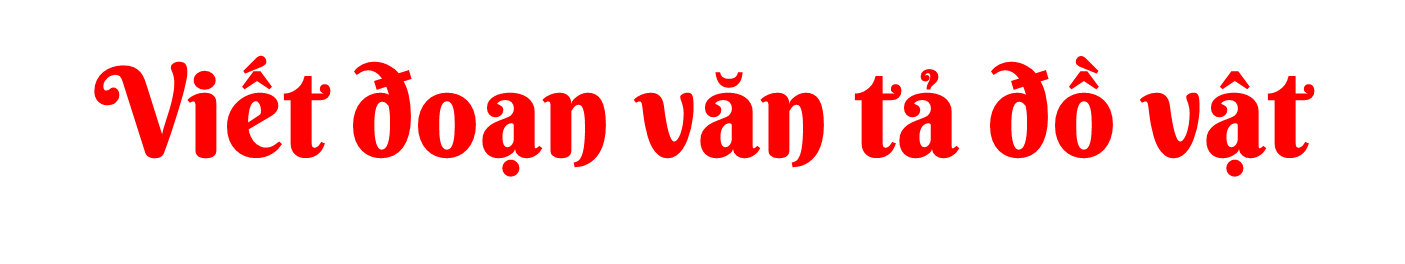 Viết đoạn văn tả đồ vật